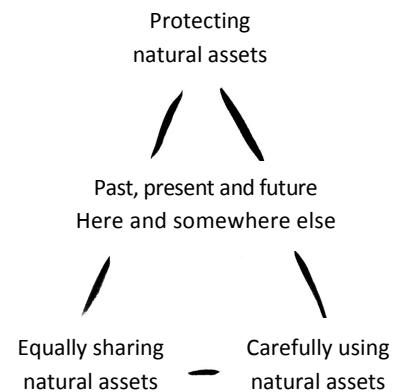 Protecting
natural assets
Past, present and future
Here and somewhere else
Equally sharing
natural assets
Carefully using
natural assets